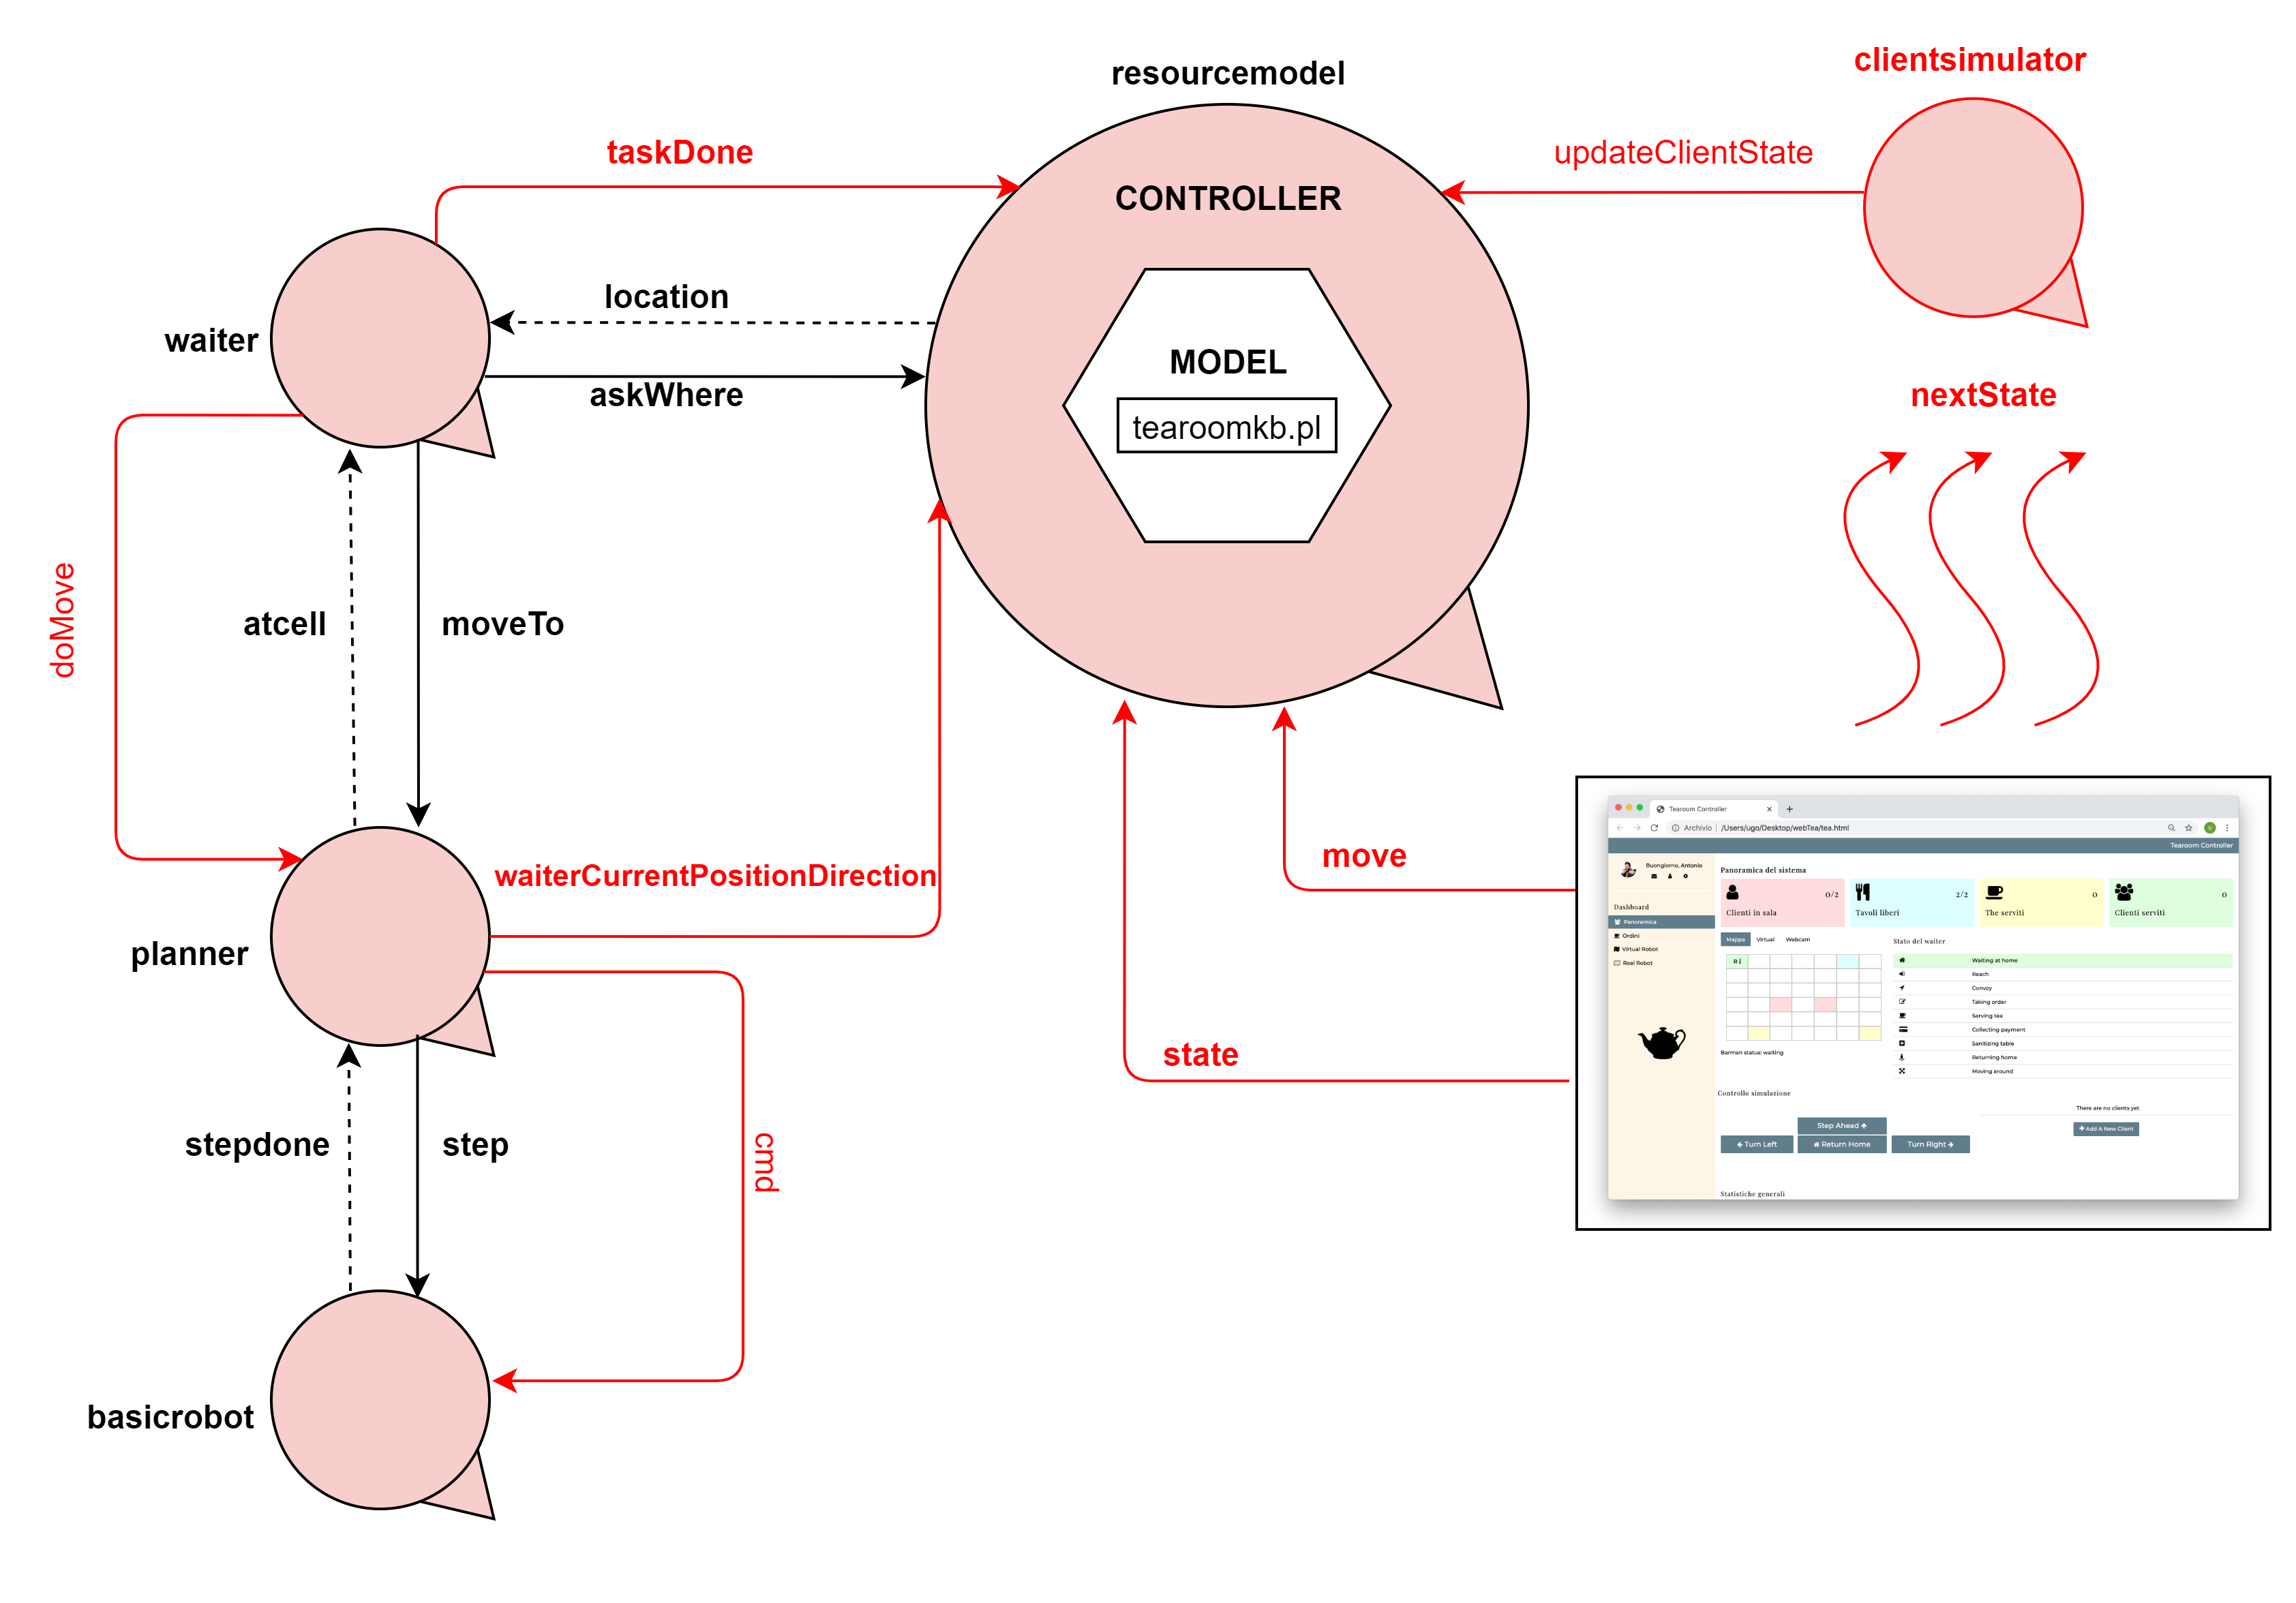 clientsimulator
resourcemodel
taskDone
updateClientState
CONTROLLER
location
waiter
MODEL
askWhere
nextState
tearoomkb.pl
doMove
atcell
moveTo
waiterCurrentPositionDirection
move
planner
state
stepdone
step
cmd
basicrobot
Tearoom Controller
Archivio
/Users/ugo/Desktop/webTea/tea.html
Tearoom Controller
Buongiorno, Antonio
Dashboard
Panoramica
Ordini
Virtual Robot
Real Robot
Panoramica del sistema
0/2
Clienti in sala
2/2
Tavoli liberi
0
The serviti
0
Clienti serviti
Mappa
Virtual
Webcam
R
Barman status: waiting
Stato del waiter
Waiting at home
Reach
Convoy
Taking order
Serving tea
Collecting payment
Sanitizing table
Returning home
Moving around
Controllo simulazione
Step Ahead
Turn Left
Return Home
Turn Right
There are no clients yet
Add A New Client
Statistiche generali